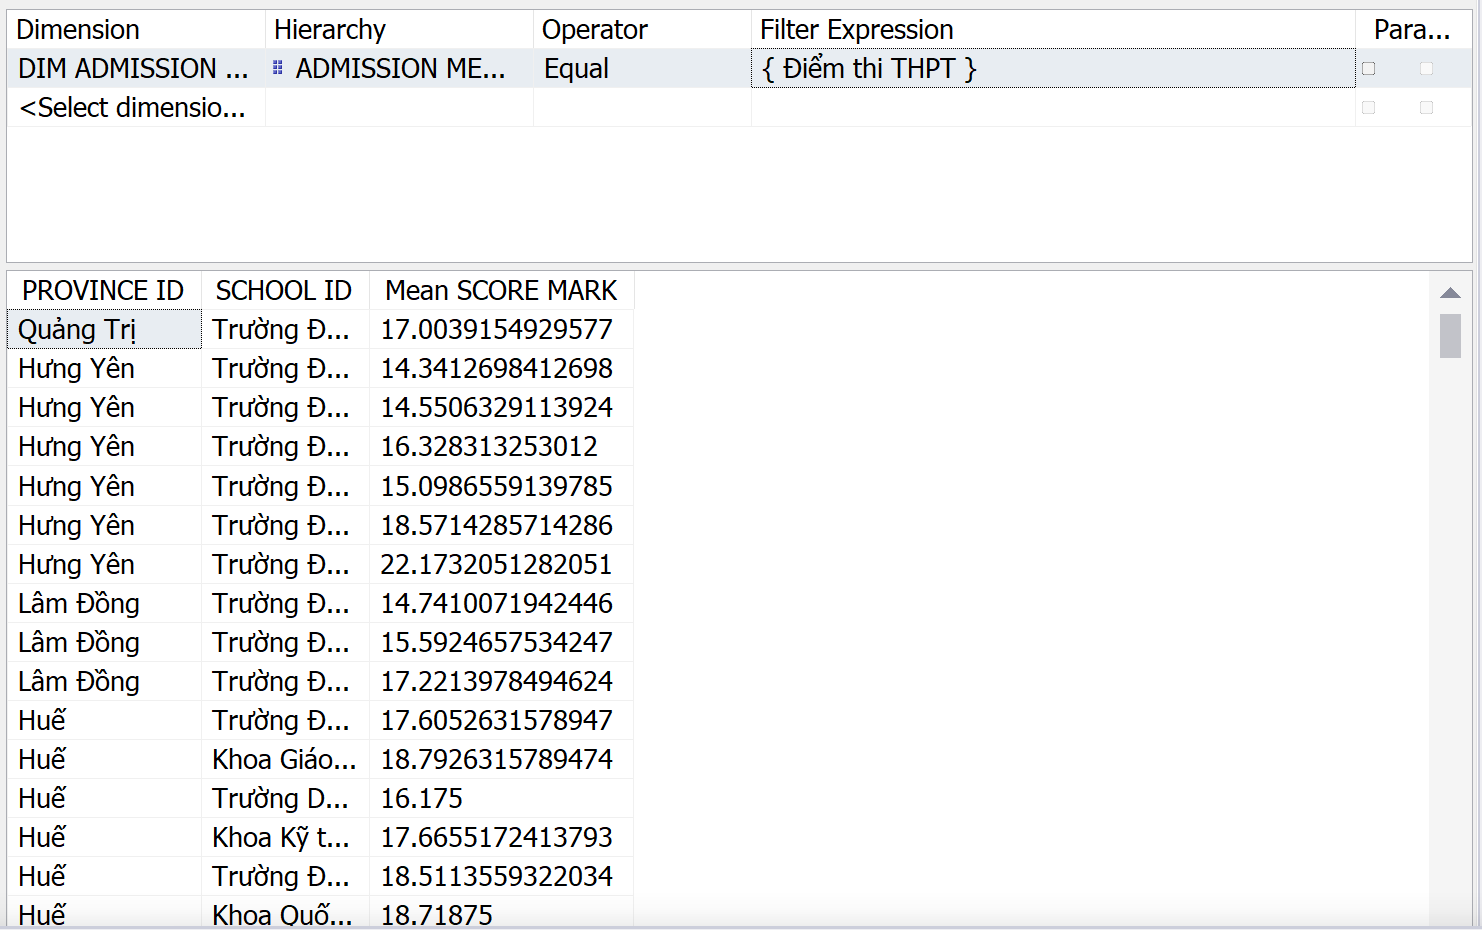 Dimension Hierarchy Operator Filter Expression Para...
DIM ADMISSION ... ADMISSION ME... Equal { Điểm thi THPT }
<Select dimensio...
PROVINCE ID SCHOOL ID Mean SCORE MARK
Quảng Trị Trường Đ... 17.0039154929577
Hưng Yên Trường Đ... 14.3412698412698
Hưng Yên Trường Đ... 14.5506329113924
Hưng Yên Trường Đ... 16.328313253012
Hưng Yên Trường Đ... 15.0986559139785
Hưng Yên Trường Đ... 18.5714285714286
Hưng Yên Trường Đ... 22.1732051282051
Lâm Đồng Trường Đ... 14.7410071942446
Lâm Đồng Trường Đ... 15.5924657534247
Lâm Đồng Trường Đ... 17.2213978494624
Huế Trường Đ... 17.6052631578947
Huế Khoa Giáo... 18.7926315789474
Huế Trường D... 16.175
Huế Khoa Kỹ t... 17.6655172413793
Huế Trường Đ... 18.5113559322034
Huế Khoa Quố... 18.71875